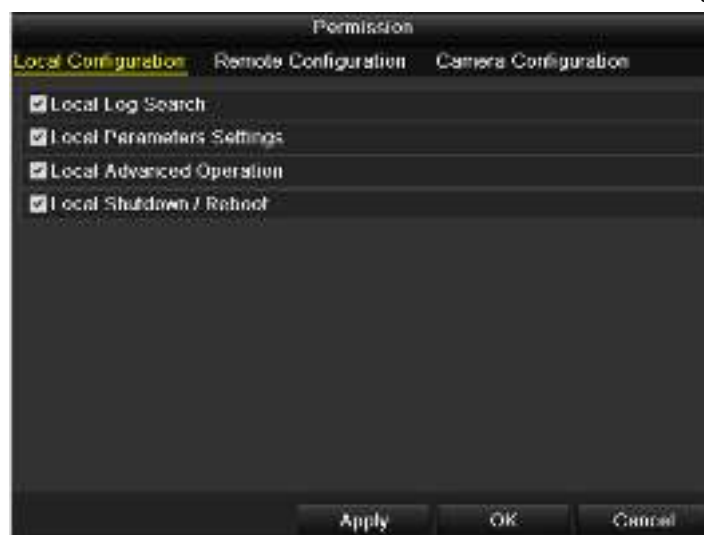 Permission
Local Configuration Remote Configuration Camera Configuration
Local Log Search
Local Parameters Settings
Local Advanced Operation
Local Shutdown / Reboot
Apply OK Cancel